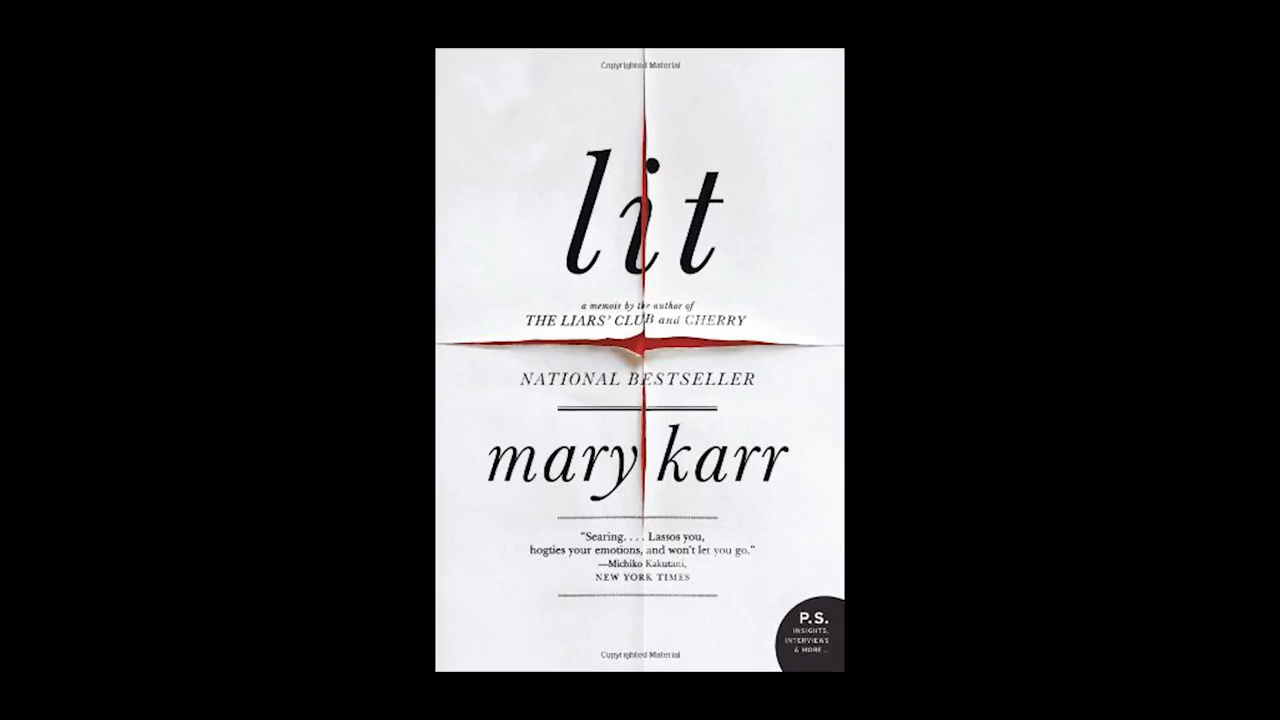 Copyrighted Material
lit
a memoir by the author of
THE LIARS' CLUB and CHERRY
NATIONAL BESTSELLER
mary karr
“Searing. . . . Lassos you,
hogties your emotions, and won't let you go.”
—Michiko Kakutani,
NEW YORK TIMES
P.S.
INSIGHTS,
INTERVIEWS
& MORE...
Copyrighted Material